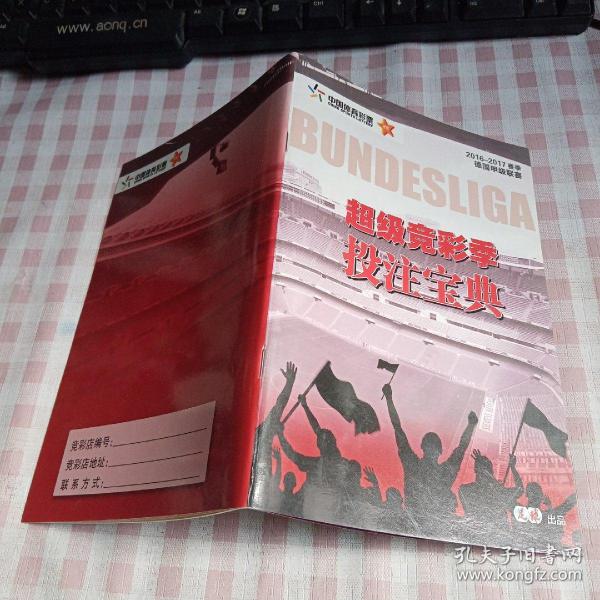 www.aonq.cn
中国体育彩票
CHINA SPORTS LOTTERY
BUNDESLIGA
2016-2017赛季
德国甲级联赛
超级竞彩季
投注宝典
出品
中国体育彩票
竞彩店编号：
竞彩店地址：
联系方式：
孔夫子旧书网
www.kongfz.com